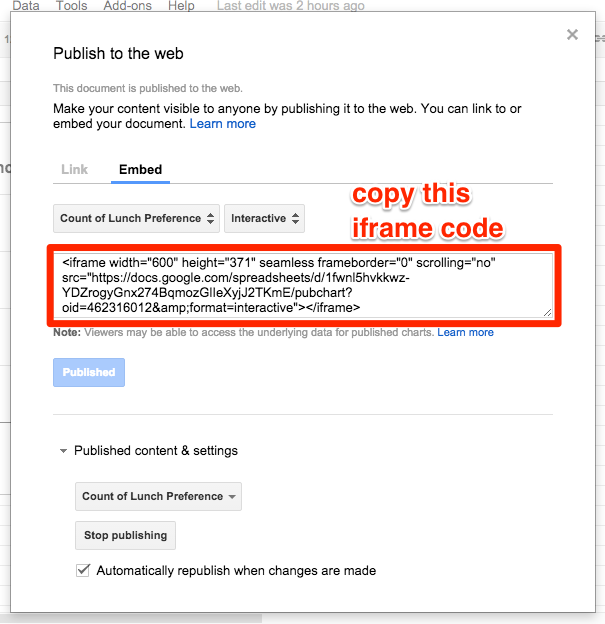 Data Tools Add-ons Help Last edit was 2 hours ago
Publish to the web
This document is published to the web.
Make your content visible to anyone by publishing it to the web. You can link to or
embed your document. Learn more
Link Embed
copy this
iframe code
Count of Lunch Preference Interactive
<iframe width="600" height="371" seamless frameborder="0" scrolling="no"
src="https://docs.google.com/spreadsheets/d/1fwnl5hvkkwz-
YDZrogyGnx274BqmozGlIeXyjJ2TKmE/pubchart?
oid=462316012&amp;format=interactive"></iframe>
Note: Viewers may be able to access the underlying data for published charts. Learn more
Published
Published content & settings
Count of Lunch Preference
Stop publishing
Automatically republish when changes are made